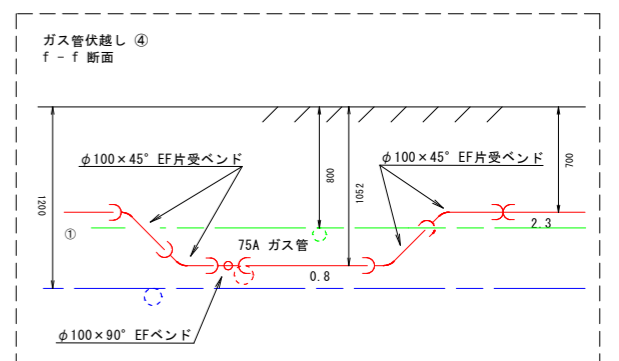 ガス管伏越し ④
f - f 断面
φ100×45° EF片受ベンド
φ100×45° EF片受ベンド
1200
800
1052
700
①
75A ガス管
2.3
0.8
φ100×90° EFベンド